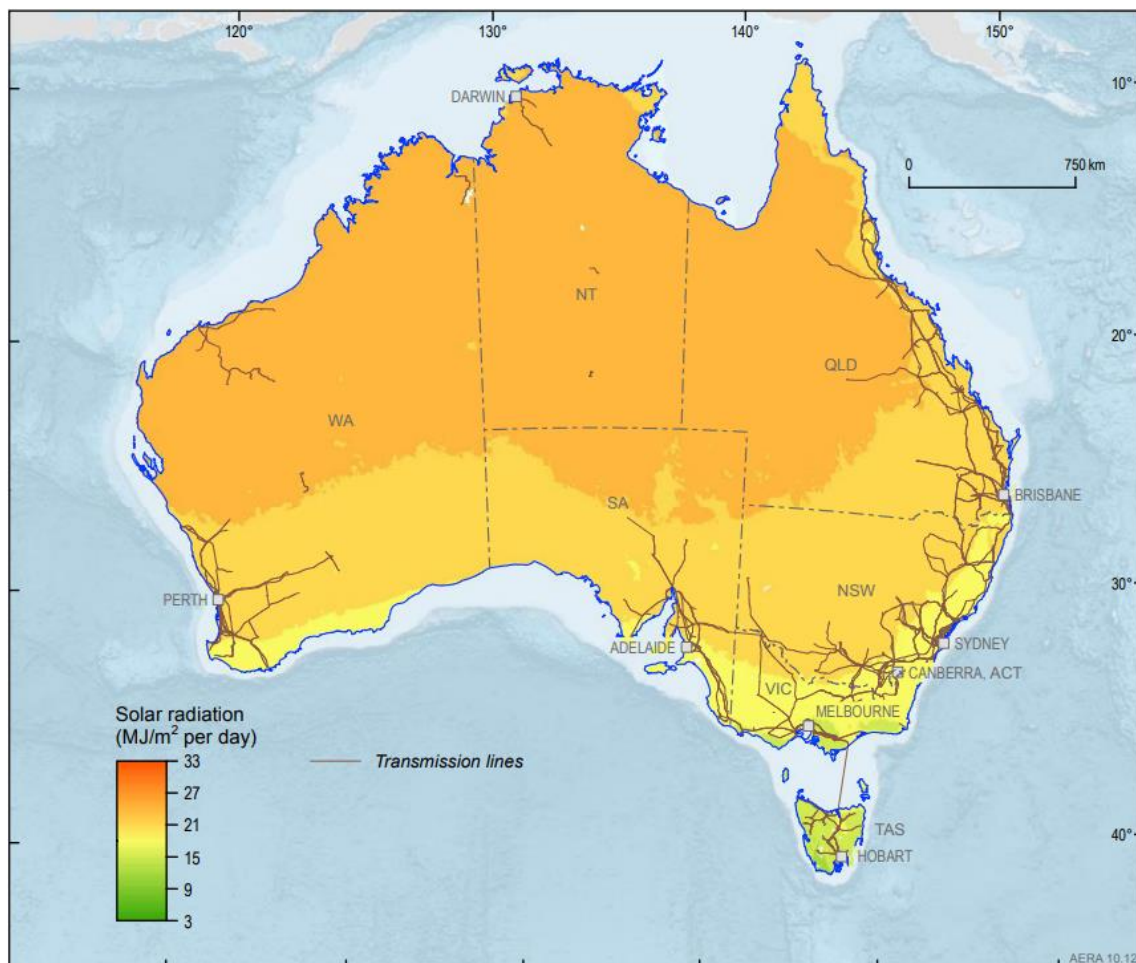 120°
130°
140°
150°
10°
DARWIN
0
750 km
NT
20°
QLD
WA
SA
BRISBANE
30°
NSW
PERTH
ADELAIDE
SYDNEY
CANBERRA, ACT
VIC
MELBOURNE
Solar radiation
(MJ/m² per day)
33
27
21
15
9
3
Transmission lines
TAS
40°
HOBART
AERA 10.12